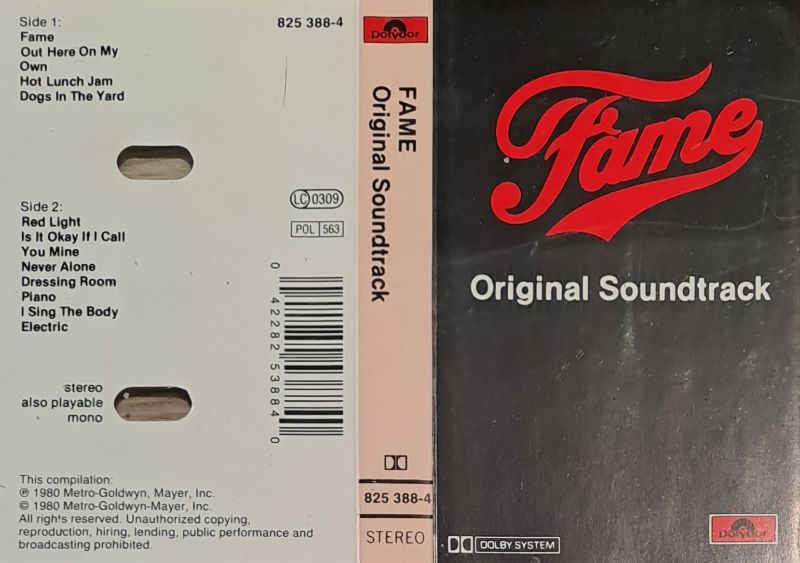 Side 1:
Fame
Out Here On My
Own
Hot Lunch Jam
Dogs In The Yard
825 388-4
Side 2:
Red Light
Is It Okay If I Call
You Mine
Never Alone
Dressing Room
Piano
I Sing The Body
Electric
LC 0309
POL 563
0 42282 53884 0
stereo
also playable
mono
This compilation:
℗ 1980 Metro-Goldwyn, Mayer, Inc.
© 1980 Metro-Goldwyn-Mayer, Inc.
All rights reserved. Unauthorized copying,
reproduction, hiring, lending, public performance and
broadcasting prohibited.
Polydor
FAME
Original Soundtrack
825 388-4
STEREO
Fame
Original Soundtrack
DOLBY SYSTEM
Polydor